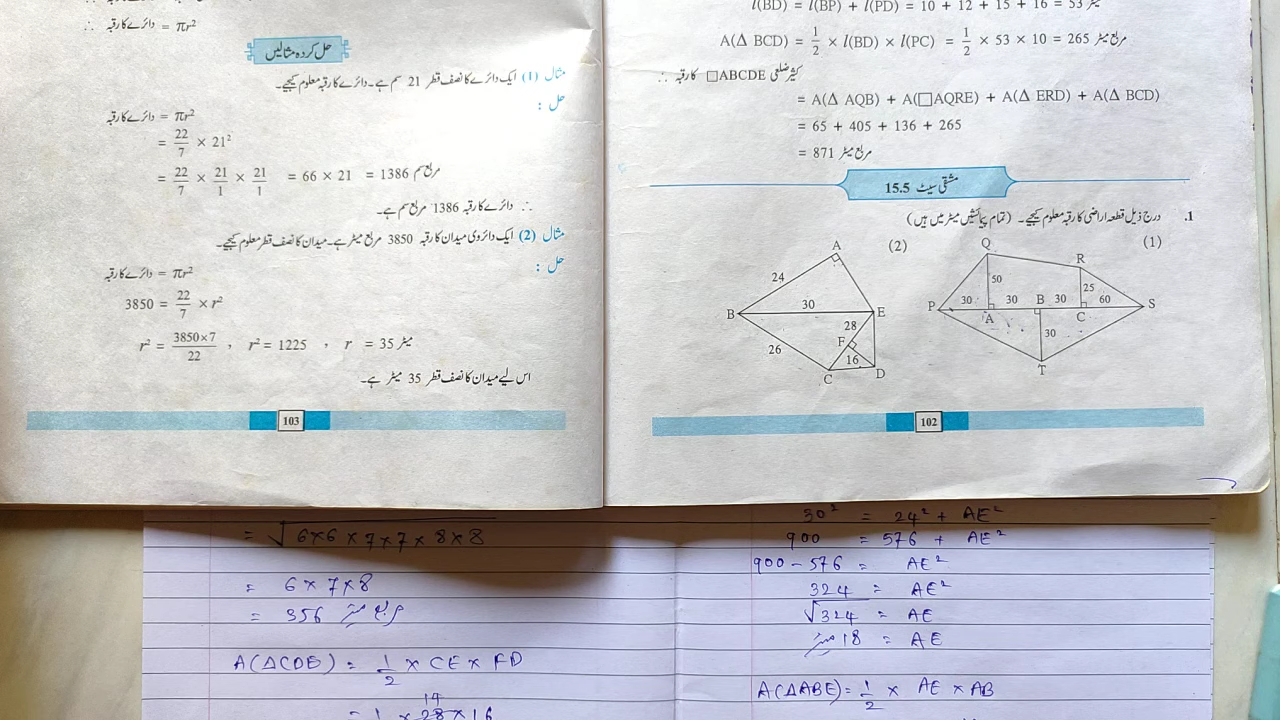 ∴ دائرے کا رقبہ = πr²
حل کردہ مثالیں
مثال (1) ایک دائرے کا نصف قطر 21 سم ہے۔ دائرے کا رقبہ معلوم کیجیے۔
حل :
دائرے کا رقبہ = πr²
= 22/7 × 21²
= 22/7 × 21/1 × 21/1 = 66 × 21 = 1386 مربع سم
∴ دائرے کا رقبہ 1386 مربع سم ہے۔
مثال (2) ایک دائروی میدان کا رقبہ 3850 مربع میٹر ہے۔ میدان کا نصف قطر معلوم کیجیے۔
حل :
دائرے کا رقبہ = πr²
3850 = 22/7 × r²
r² = 3850×7/22 , r² = 1225 , r = 35 میٹر
اس لیے میدان کا نصف قطر 35 میٹر ہے۔
103
l(BD) = l(BP) + l(PD) = 10 + 12 + 15 + 16 = 53 میٹر
A(Δ BCD) = 1/2 × l(BD) × l(PC) = 1/2 × 53 × 10 = 265 مربع میٹر
∴ کثیر ضلعی □ABCDE کا رقبہ
= A(Δ AQB) + A(□AQRE) + A(Δ ERD) + A(Δ BCD)
= 65 + 405 + 136 + 265
= 871 مربع میٹر
مشقی سیٹ 15.5
1. درج ذیل قطعہ اراضی کا رقبہ معلوم کیجیے۔ (تمام پیمائشیں میٹر میں ہیں)
(1)
Q
R
50
25
P 30 30 B 30 60 S
A C
30
T
(2)
A
24
30
B E
28
F
26
16
C D
102
= √6×6×7×7×8×8
= 6×7×8
= 356 مربع میٹر
A(ΔCDE) = 1/2 × CE × FD
14
= 1 × 28 × 16
30² = 24² + AE²
900 = 576 + AE²
900 - 576 = AE²
324 = AE²
√324 = AE
18 میٹر = AE
A(ΔABE) = 1/2 × AE × AB